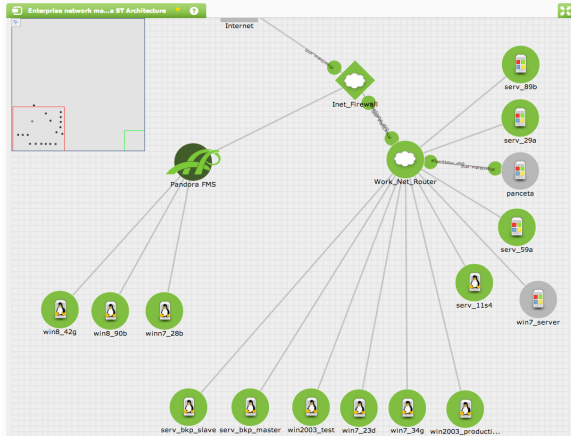 Enterprise network ma...a ST Architecture
Internet
Inet_Firewall
serv_89b
serv_29a
Pandora FMS
Work_Net_Router
panceta
serv_59a
serv_11s4
win7_server
win8_42g
win8_90b
winn7_28b
serv_bkp_slave
serv_bkp_master
win2003_test
win7_23d
win7_34g
win2003_producti...